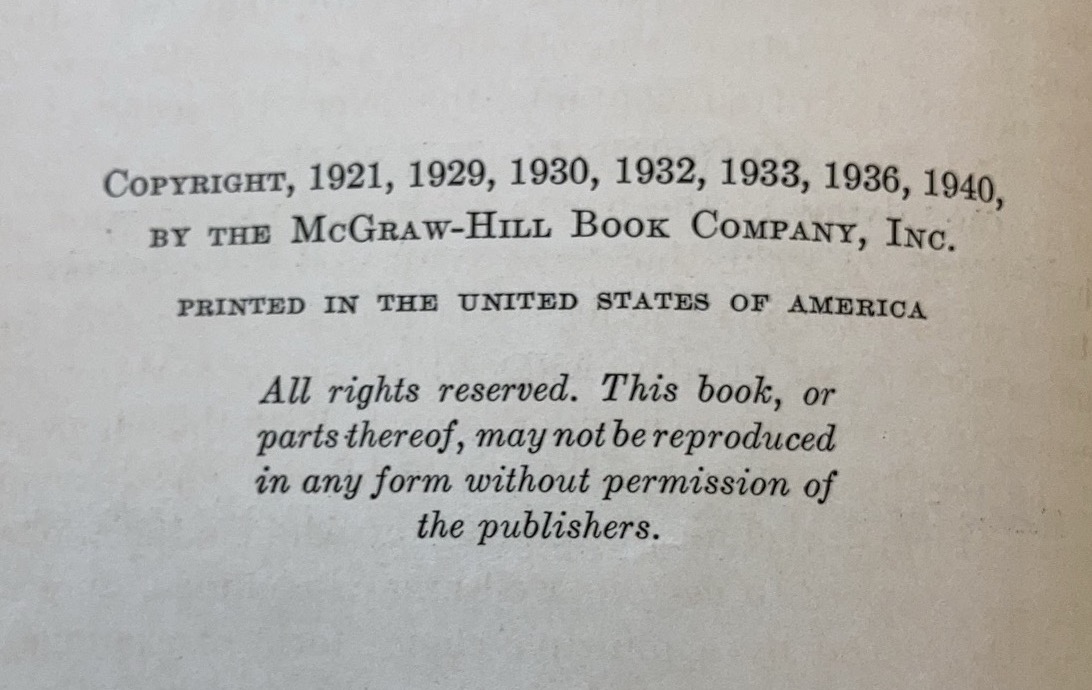 Copyright, 1921, 1929, 1930, 1932, 1933, 1936, 1940,
by the McGraw-Hill Book Company, Inc.
PRINTED IN THE UNITED STATES OF AMERICA
All rights reserved. This book, or
parts thereof, may not be reproduced
in any form without permission of
the publishers.